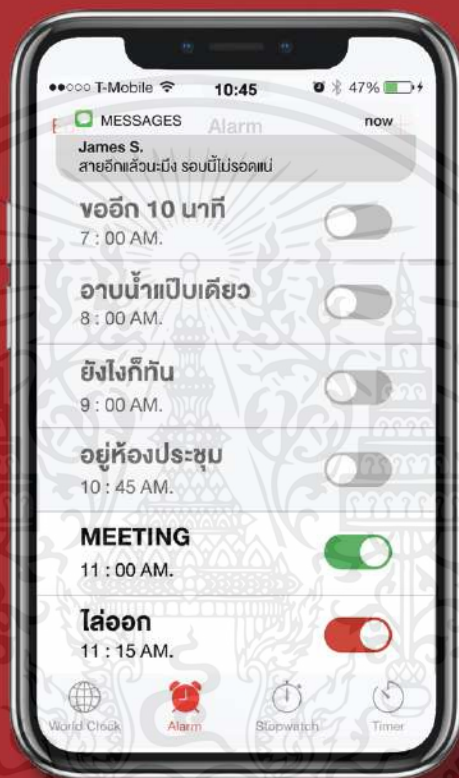 T-Mobile 10:45 47%
MESSAGES now
Alarm
James S.
สายอีกแล้วนะมึง รอบนี้ไม่รอดแน่
ขออีก 10 นาที
7 : 00 AM.
อาบน้ำแป๊บเดียว
8 : 00 AM.
ยังไงก็ทัน
9 : 00 AM.
อยู่ห้องประชุม
10 : 45 AM.
MEETING
11 : 00 AM.
ไล่ออก
11 : 15 AM.
World Clock Alarm Stopwatch Timer